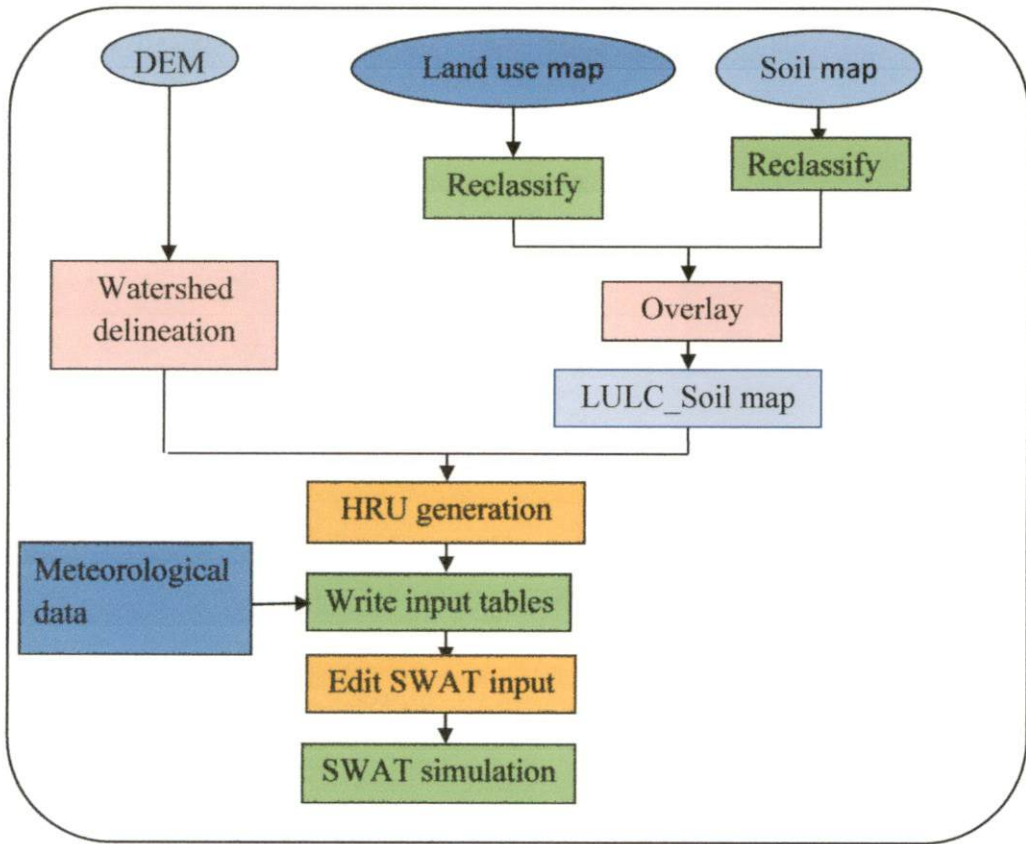 DEM
Land use map
Soil map
Reclassify
Reclassify
Watershed
delineation
Overlay
LULC_Soil map
HRU generation
Meteorological
data
Write input tables
Edit SWAT input
SWAT simulation